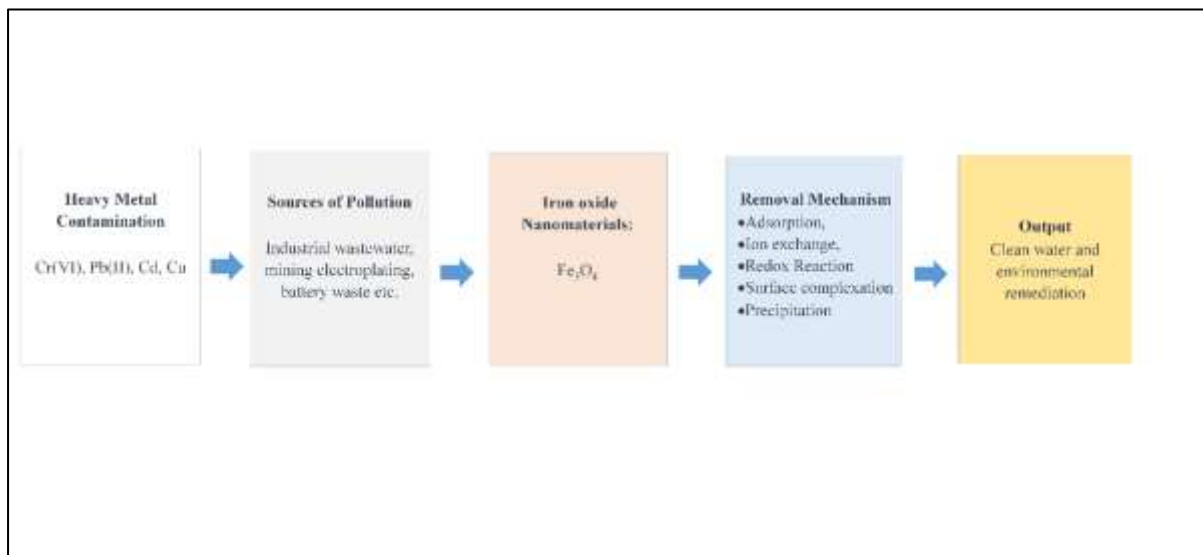 Heavy Metal
Contamination
Cr(VI), Pb(II), Cd, Cu
Sources of Pollution
Industrial wastewater,
mining electroplating,
battery waste etc.
Iron oxide
Nanomaterials:
Fe₃O₄
Removal Mechanism
•Adsorption,
•Ion exchange,
•Redox Reaction
•Surface complexation
•Precipitation
Output
Clean water and
environmental
remediation